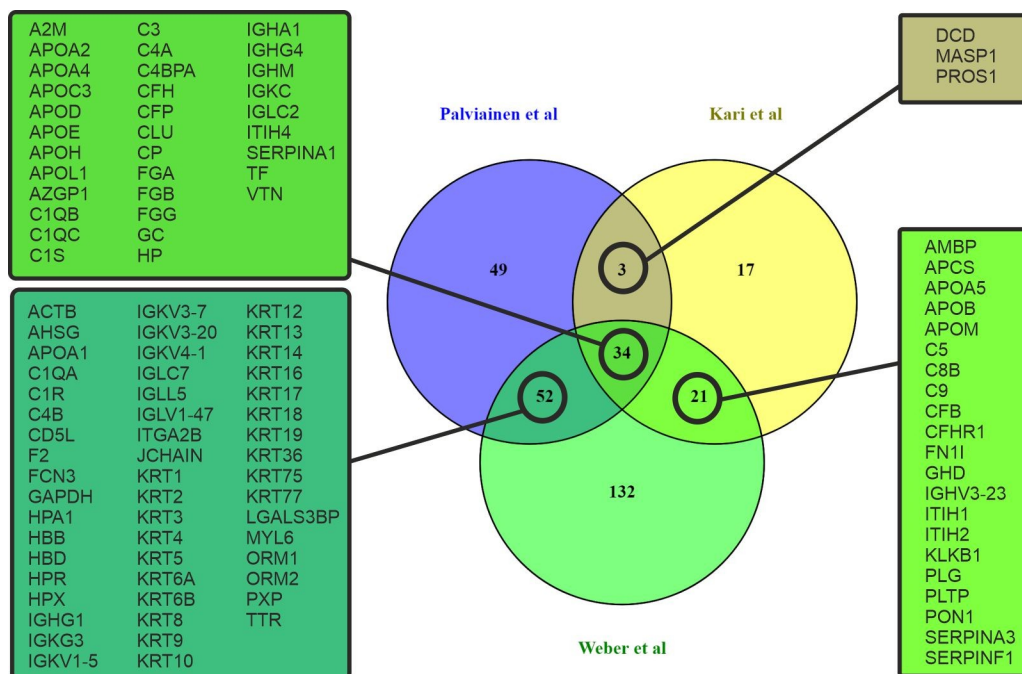 A2M C3 IGHA1
APOA2 C4A IGHG4
APOA4 C4BPA IGHM
APOC3 CFH IGKC
APOD CFP IGLC2
APOE CLU ITIH4
APOH CP SERPINA1
APOL1 FGA TF
AZGP1 FGB VTN
C1QB FGG
C1QC GC
C1S HP
DCD
MASP1
PROS1
Palviainen et al
Kari et al
49
3
17
34
52
21
132
Weber et al
ACTB IGKV3-7 KRT12
AHSG IGKV3-20 KRT13
APOA1 IGKV4-1 KRT14
C1QA IGLC7 KRT16
C1R IGLL5 KRT17
C4B IGLV1-47 KRT18
CD5L ITGA2B KRT19
F2 JCHAIN KRT36
FCN3 KRT1 KRT75
GAPDH KRT2 KRT77
HPA1 KRT3 LGALS3BP
HBB KRT4 MYL6
HBD KRT5 ORM1
HPR KRT6A ORM2
HPX KRT6B PXP
IGHG1 KRT8 TTR
IGKG3 KRT9
IGKV1-5 KRT10
AMBP
APCS
APOA5
APOB
APOM
C5
C8B
C9
CFB
CFHR1
FN1I
GHD
IGHV3-23
ITIH1
ITIH2
KLKB1
PLG
PLTP
PON1
SERPINA3
SERPINF1